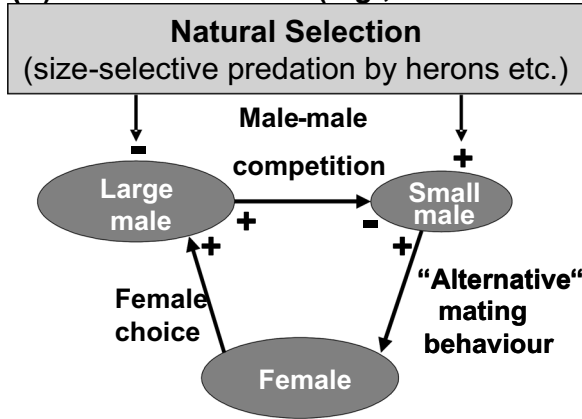 Natural Selection
(size-selective predation by herons etc.)
Male-male
competition
-
+
Large
male
+
-
Small
male
+
+
Female
choice
“Alternative“
mating
behaviour
Female